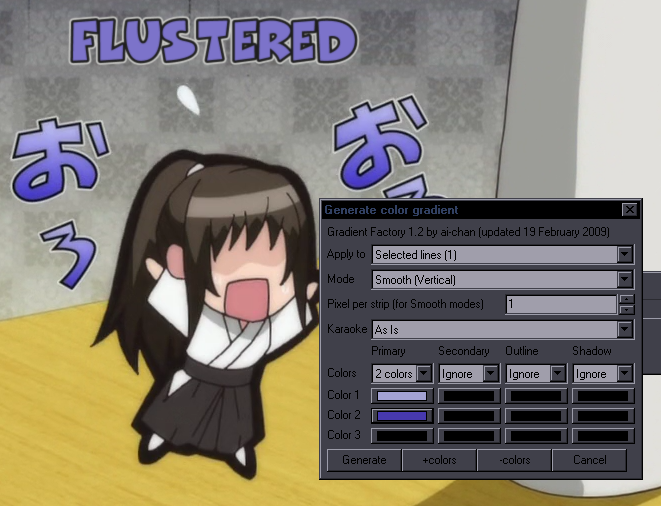 FLUSTERED
おろ
おろ
Generate color gradient
Gradient Factory 1.2 by ai-chan (updated 19 February 2009)
Apply to Selected lines (1)
Mode Smooth (Vertical)
Pixel per strip (for Smooth modes) 1
Karaoke As Is
Primary Secondary Outline Shadow
Colors 2 colors Ignore Ignore Ignore
Color 1
Color 2
Color 3
Generate +colors -colors Cancel